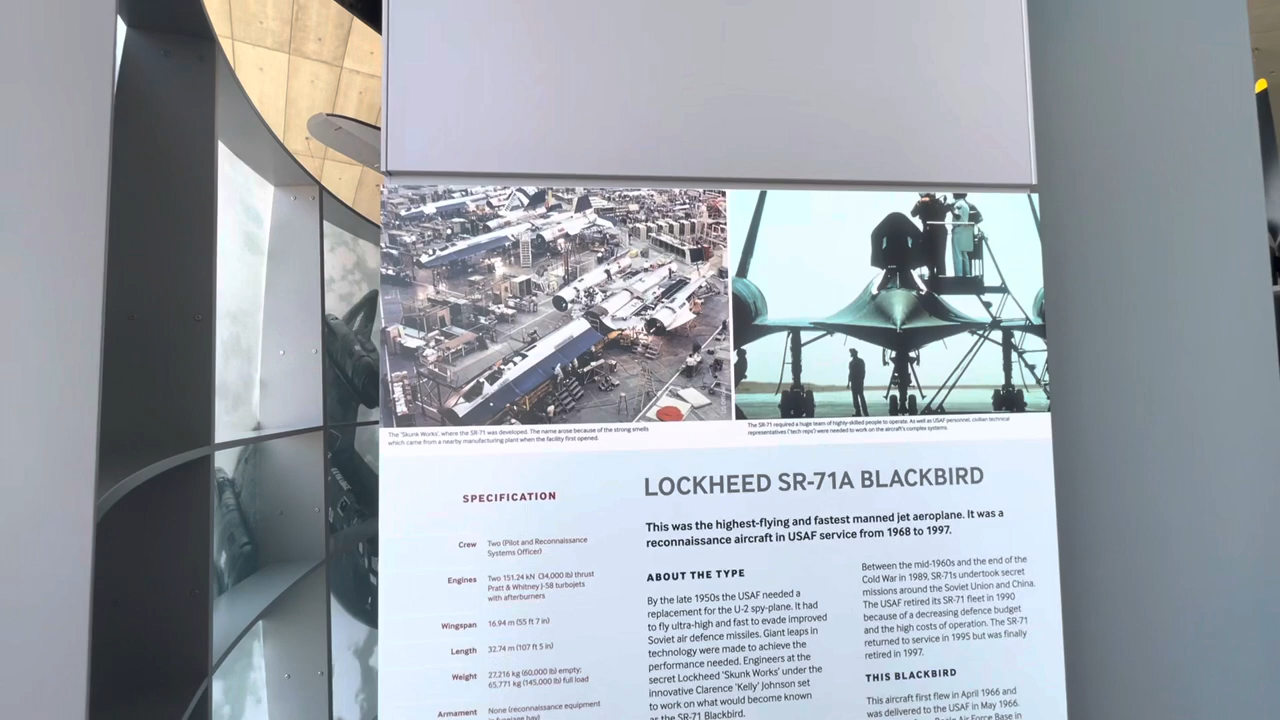 The 'Skunk Works', where the SR-71 was developed. The name arose because of the strong smells
which came from a nearby manufacturing plant when the facility first opened.
The SR-71 required a huge team of highly-skilled people to operate. As well as USAF personnel, civilian technical
representatives ('tech reps') were needed to work on the aircraft's complex systems.
SPECIFICATION
Crew Two (Pilot and Reconnaissance
Systems Officer)
Engines Two 151.24 kN (34,000 lb) thrust
Pratt & Whitney J-58 turbojets
with afterburners
Wingspan 16.94 m (55 ft 7 in)
Length 32.74 m (107 ft 5 in)
Weight 27,216 kg (60,000 lb) empty;
65,771 kg (145,000 lb) full load
Armament None (reconnaissance equipment
LOCKHEED SR-71A BLACKBIRD
This was the highest-flying and fastest manned jet aeroplane. It was a
reconnaissance aircraft in USAF service from 1968 to 1997.
ABOUT THE TYPE
By the late 1950s the USAF needed a
replacement for the U-2 spy-plane. It had
to fly ultra-high and fast to evade improved
Soviet air defence missiles. Giant leaps in
technology were made to achieve the
performance needed. Engineers at the
secret Lockheed 'Skunk Works' under the
innovative Clarence 'Kelly' Johnson set
to work on what would become known
as the SR-71 Blackbird.
Between the mid-1960s and the end of the
Cold War in 1989, SR-71s undertook secret
missions around the Soviet Union and China.
The USAF retired its SR-71 fleet in 1990
because of a decreasing defence budget
and the high costs of operation. The SR-71
returned to service in 1995 but was finally
retired in 1997.
THIS BLACKBIRD
This aircraft first flew in April 1966 and
was delivered to the USAF in May 1966.
Air Force Base in